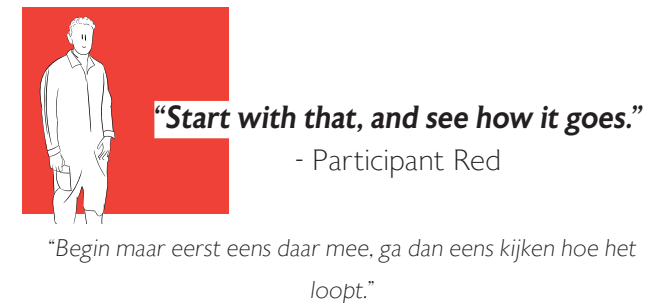 “Start with that, and see how it goes.”
- Participant Red
“Begin maar eerst eens daar mee, ga dan eens kijken hoe het
loopt.”